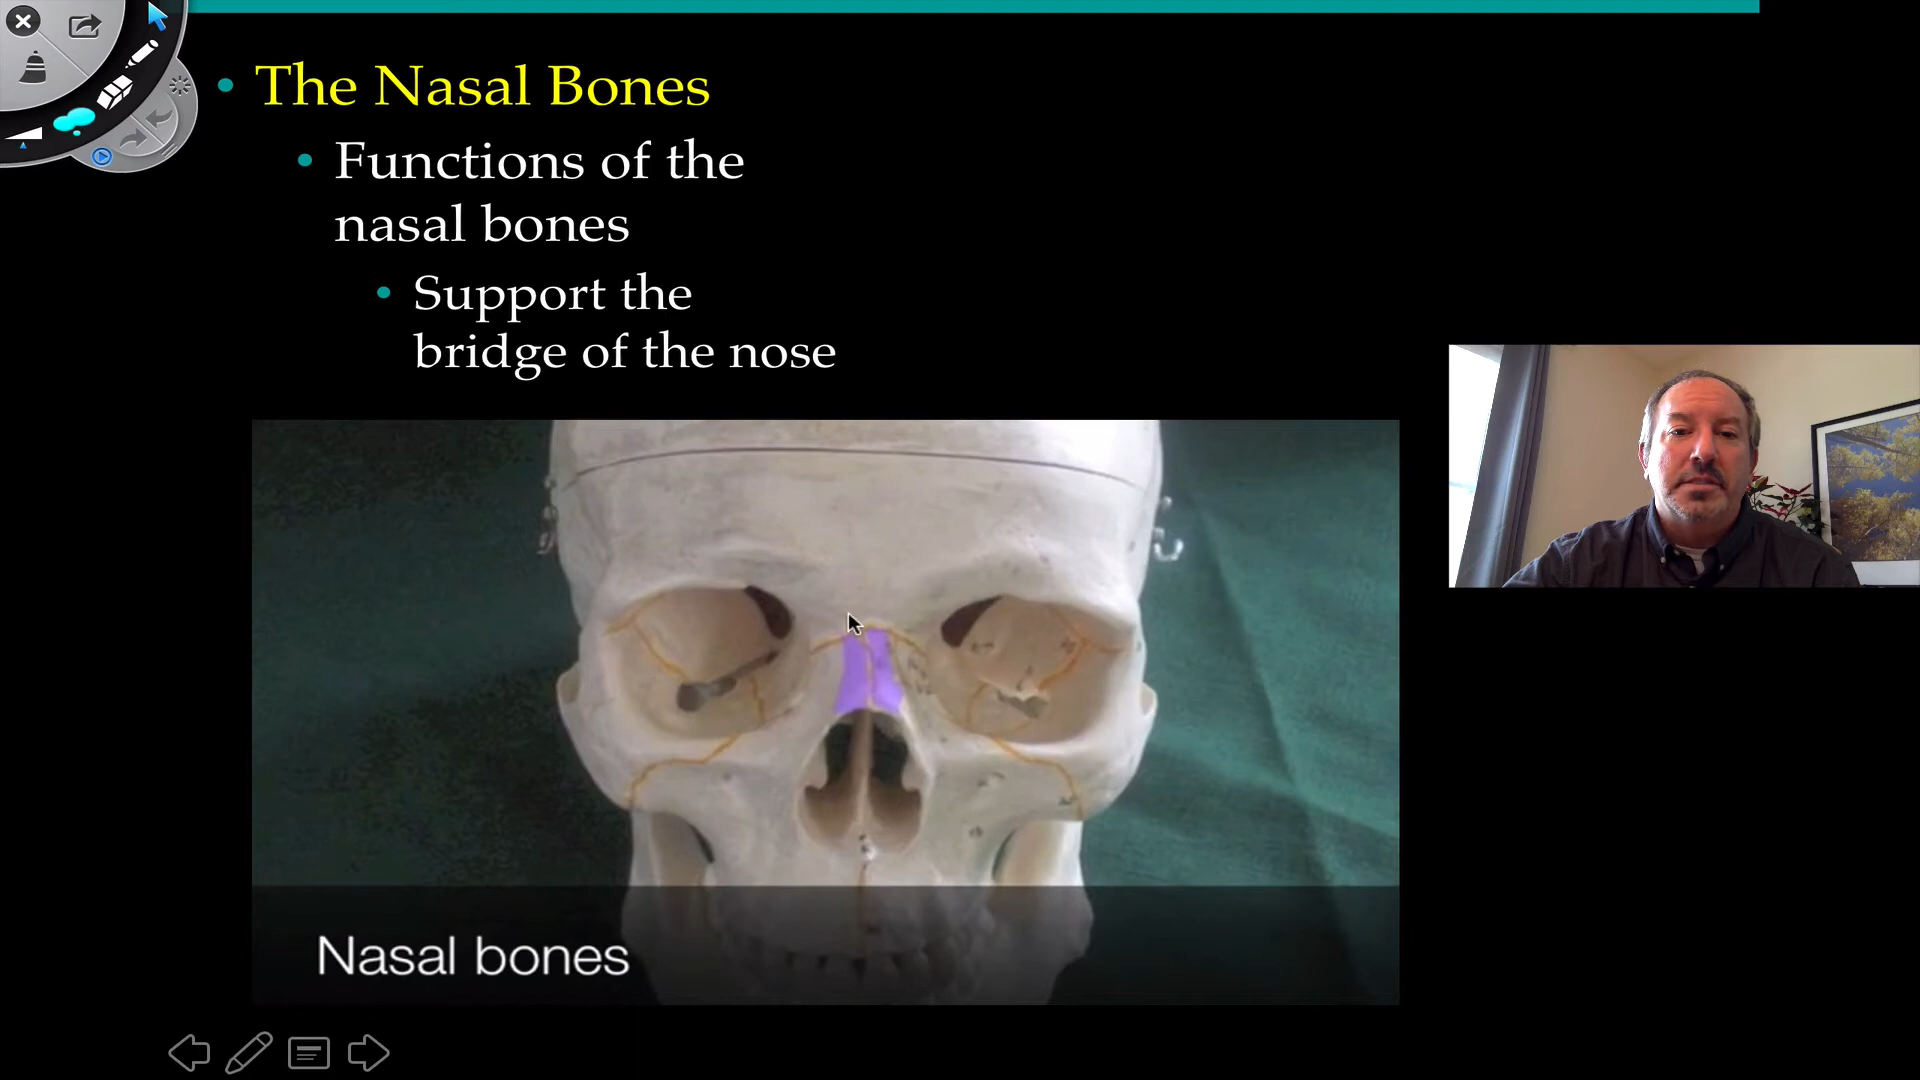 The Nasal Bones
Functions of the
nasal bones
Support the
bridge of the nose
Nasal bones